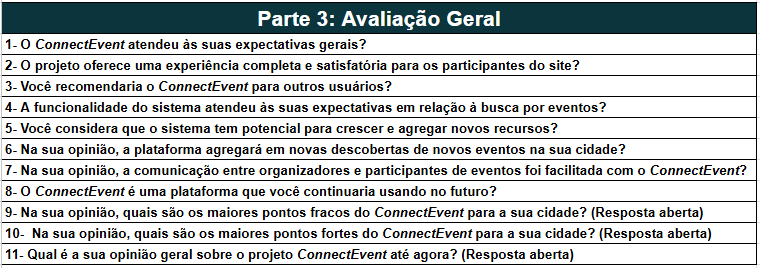 Parte 3: Avaliação Geral
1- O ConnectEvent atendeu às suas expectativas gerais?
2- O projeto oferece uma experiência completa e satisfatória para os participantes do site?
3- Você recomendaria o ConnectEvent para outros usuários?
4- A funcionalidade do sistema atendeu às suas expectativas em relação à busca por eventos?
5- Você considera que o sistema tem potencial para crescer e agregar novos recursos?
6- Na sua opinião, a plataforma agregará em novas descobertas de novos eventos na sua cidade?
7- Na sua opinião, a comunicação entre organizadores e participantes de eventos foi facilitada com o ConnectEvent?
8- O ConnectEvent é uma plataforma que você continuaria usando no futuro?
9- Na sua opinião, quais são os maiores pontos fracos do ConnectEvent para a sua cidade? (Resposta aberta)
10-  Na sua opinião, quais são os maiores pontos fortes do ConnectEvent para a sua cidade? (Resposta aberta)
11- Qual é a sua opinião geral sobre o projeto ConnectEvent até agora? (Resposta aberta)